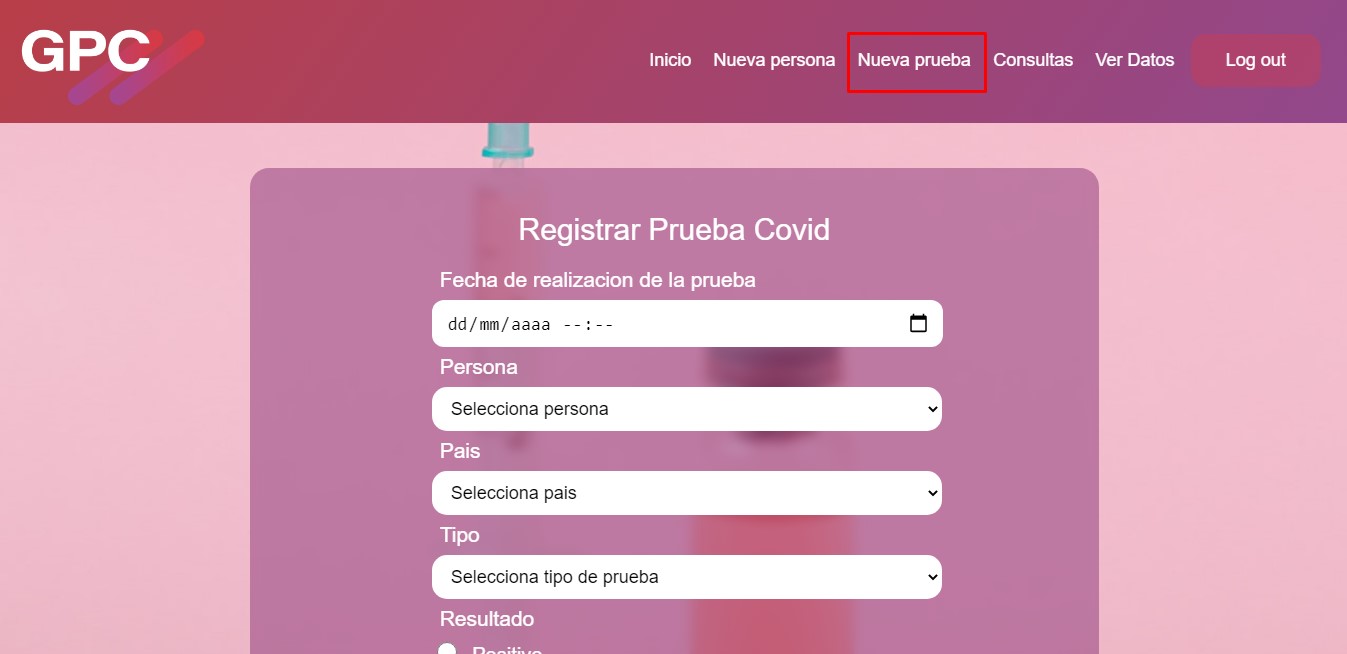 GPC
Inicio Nueva persona Nueva prueba Consultas Ver Datos Log out
Registrar Prueba Covid
Fecha de realizacion de la prueba
dd/mm/aaaa --:--
Persona
Selecciona persona
Pais
Selecciona pais
Tipo
Selecciona tipo de prueba
Resultado
Positivo